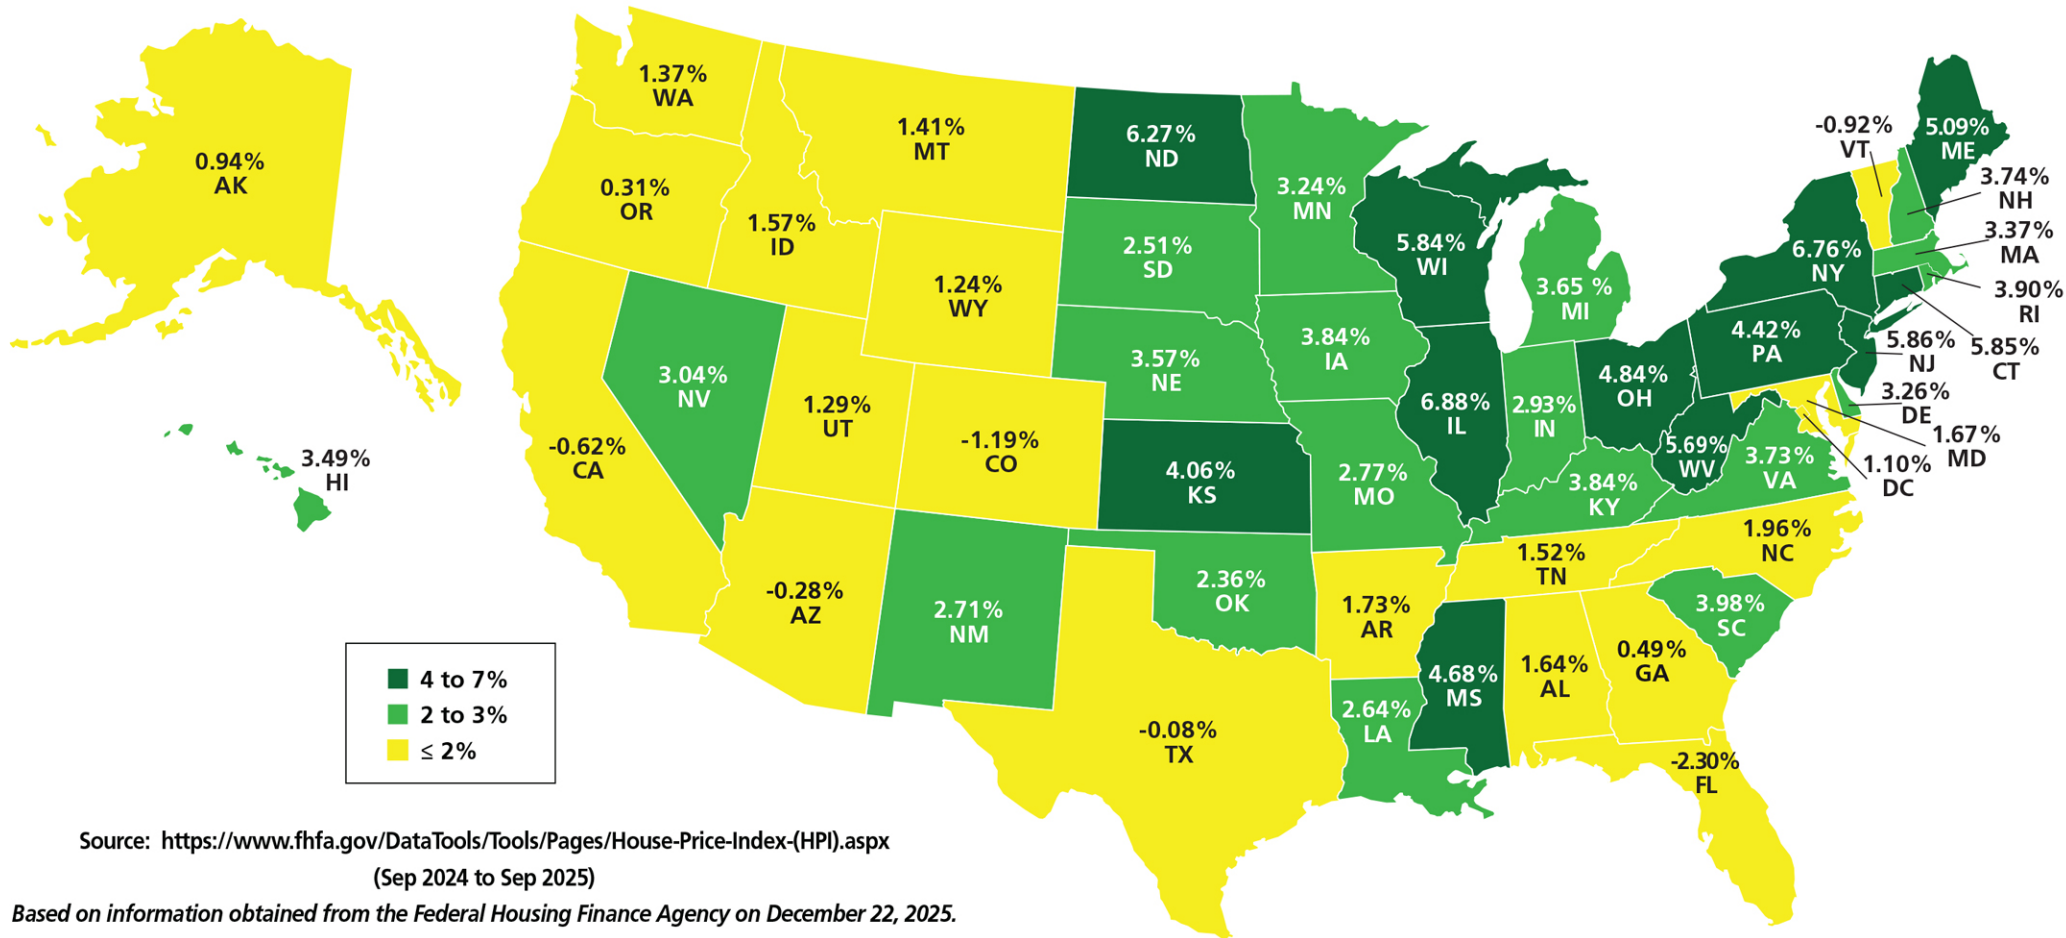 0.94%
AK
3.49%
HI
1.37%
WA
0.31%
OR
-0.62%
CA
3.04%
NV
1.57%
ID
1.41%
MT
1.24%
WY
1.29%
UT
-1.19%
CO
-0.28%
AZ
2.71%
NM
6.27%
ND
2.51%
SD
3.57%
NE
4.06%
KS
2.36%
OK
-0.08%
TX
3.24%
MN
3.84%
IA
2.77%
MO
1.73%
AR
2.64%
LA
5.84%
WI
6.88%
IL
3.65 %
MI
2.93%
IN
4.84%
OH
3.84%
KY
1.52%
TN
4.68%
MS
1.64%
AL
0.49%
GA
-2.30%
FL
3.98%
SC
1.96%
NC
3.73%
VA
5.69%
WV
4.42%
PA
6.76%
NY
-0.92%
VT
5.09%
ME
3.74%
NH
3.37%
MA
3.90%
RI
5.85%
CT
5.86%
NJ
3.26%
DE
1.67%
MD
1.10%
DC
4 to 7%
2 to 3%
≤ 2%
Source: https://www.fhfa.gov/DataTools/Tools/Pages/House-Price-Index-(HPI).aspx
(Sep 2024 to Sep 2025)
Based on information obtained from the Federal Housing Finance Agency on December 22, 2025.